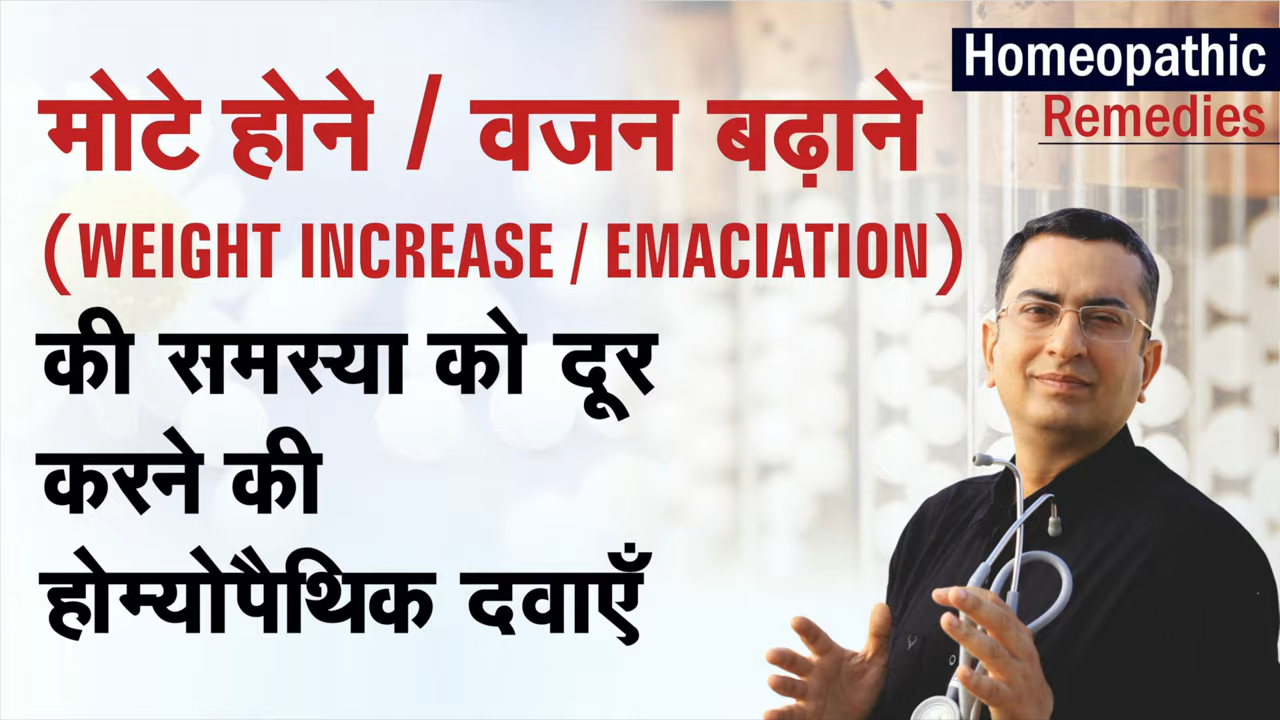 Homeopathic
Remedies
मोटे होने / वजन बढ़ाने
(WEIGHT INCREASE / EMACIATION)
की समस्या को दूर
करने की
होम्योपैथिक दवाएँ